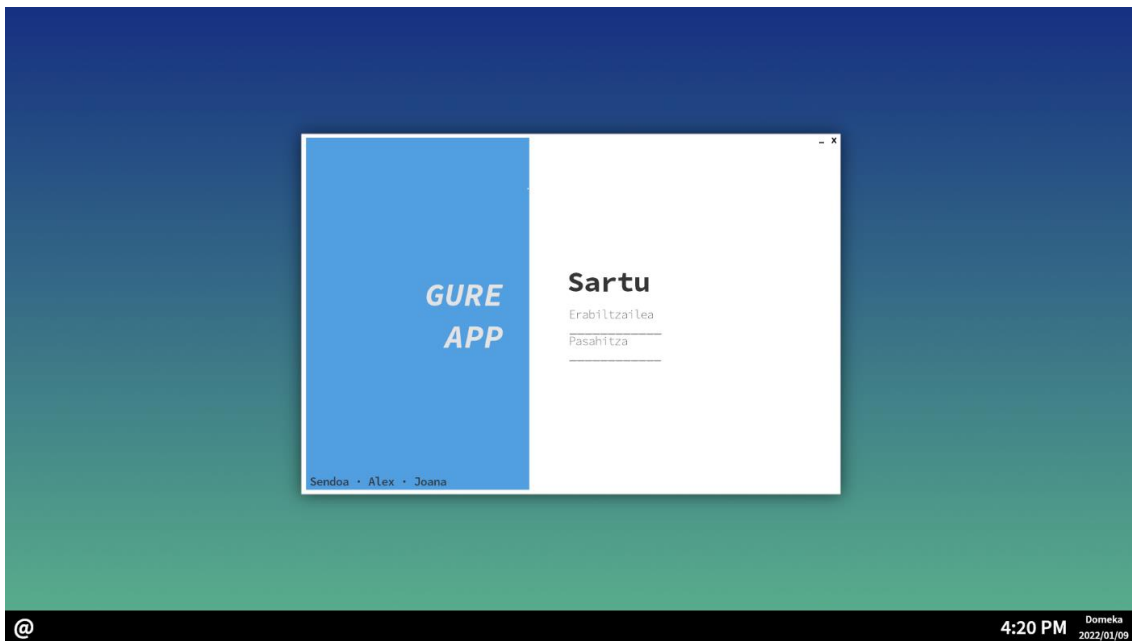 _ X
GURE
APP
Sartu
Erabiltzailea
Pasahitza
Sendoa · Alex · Joana
@
4:20 PM
Domeka
2022/01/09